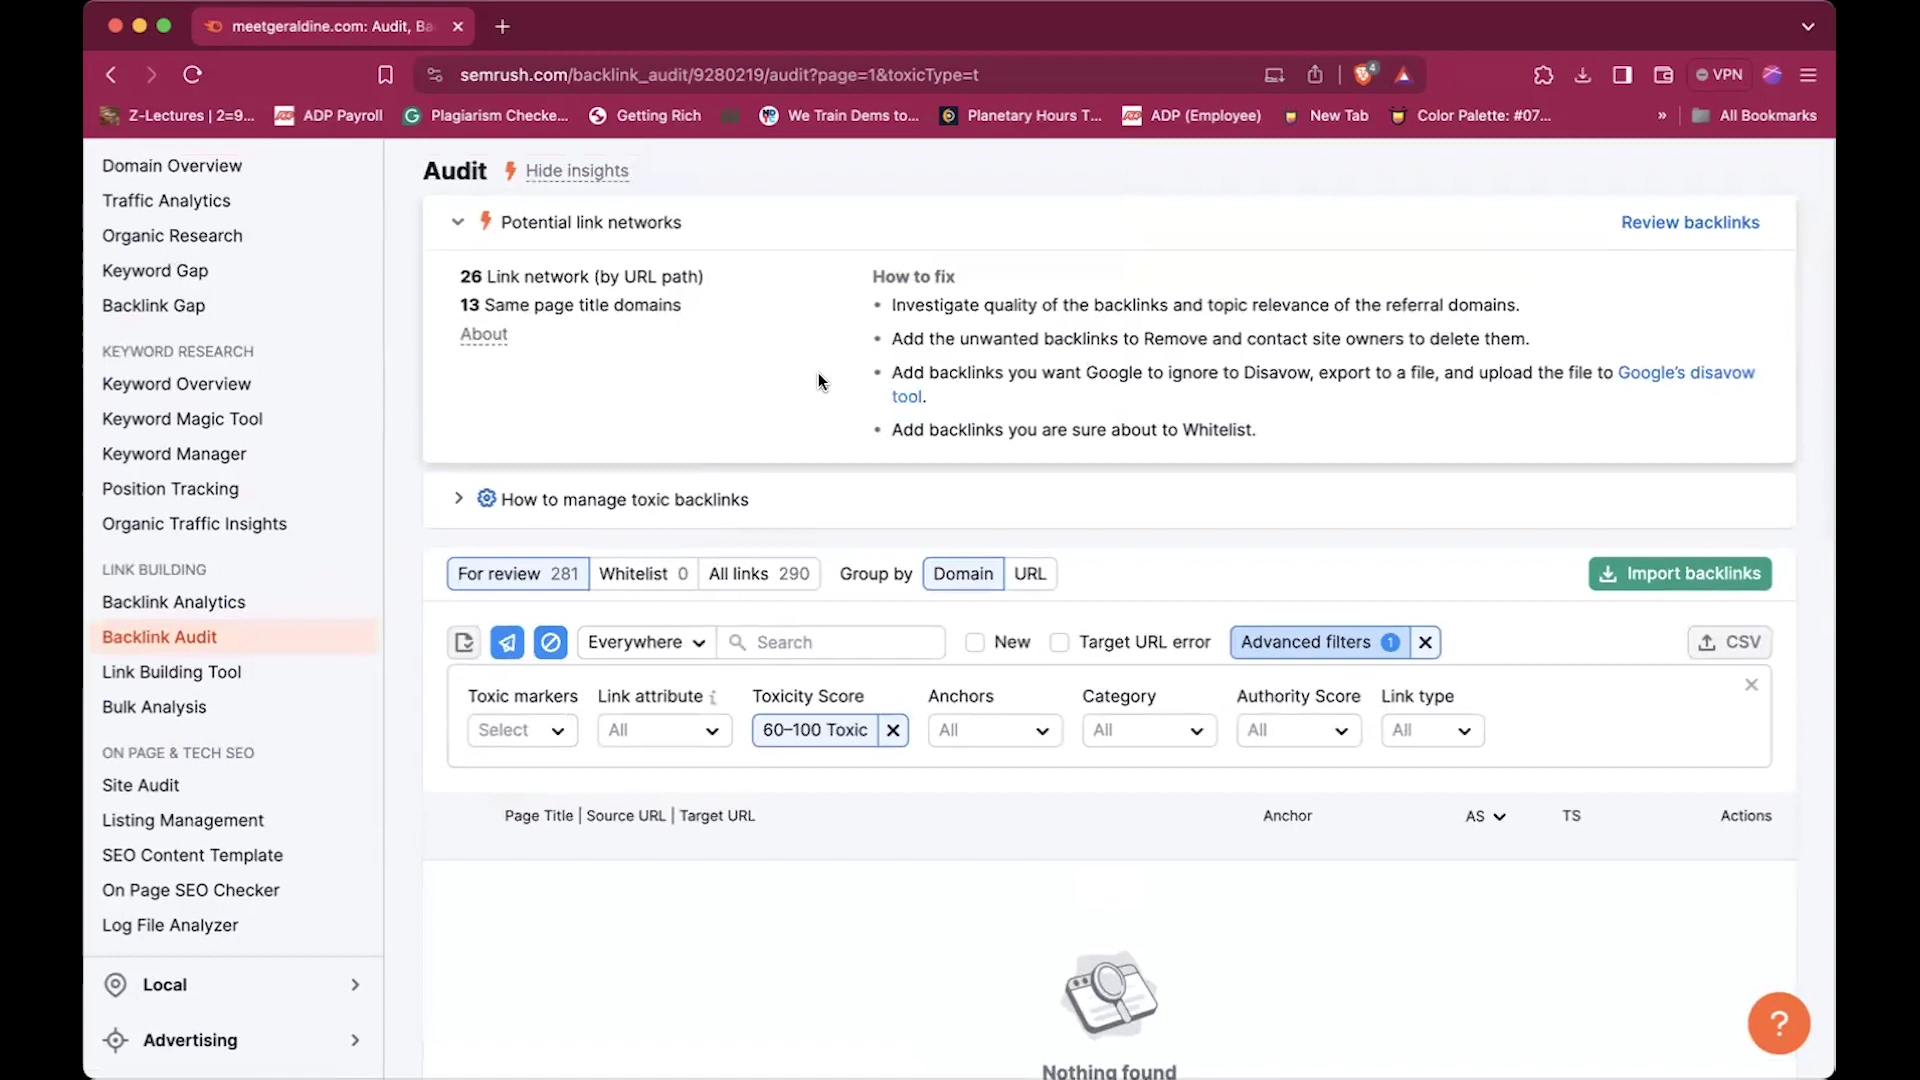 meetgeraldine.com: Audit, Ba
semrush.com/backlink_audit/9280219/audit?page=1&toxicType=t
4
VPN
Z-Lectures | 2=9...
ADP Payroll
Plagiarism Checke...
Getting Rich
We Train Dems to...
Planetary Hours T...
ADP (Employee)
New Tab
Color Palette: #07...
»
All Bookmarks
Domain Overview
Traffic Analytics
Organic Research
Keyword Gap
Backlink Gap
KEYWORD RESEARCH
Keyword Overview
Keyword Magic Tool
Keyword Manager
Position Tracking
Organic Traffic Insights
LINK BUILDING
Backlink Analytics
Backlink Audit
Link Building Tool
Bulk Analysis
ON PAGE & TECH SEO
Site Audit
Listing Management
SEO Content Template
On Page SEO Checker
Log File Analyzer
Local
Advertising
Audit Hide insights
Potential link networks
Review backlinks
26 Link network (by URL path)
13 Same page title domains
About
How to fix
• Investigate quality of the backlinks and topic relevance of the referral domains.
• Add the unwanted backlinks to Remove and contact site owners to delete them.
• Add backlinks you want Google to ignore to Disavow, export to a file, and upload the file to Google's disavow
tool.
• Add backlinks you are sure about to Whitelist.
How to manage toxic backlinks
For review 281 Whitelist 0 All links 290 Group by Domain URL
Import backlinks
Everywhere Search New Target URL error Advanced filters 1 CSV
Toxic markers Link attribute i Toxicity Score Anchors Category Authority Score Link type
Select All 60–100 Toxic All All All All
Page Title | Source URL | Target URL Anchor AS TS Actions
Nothing found
?